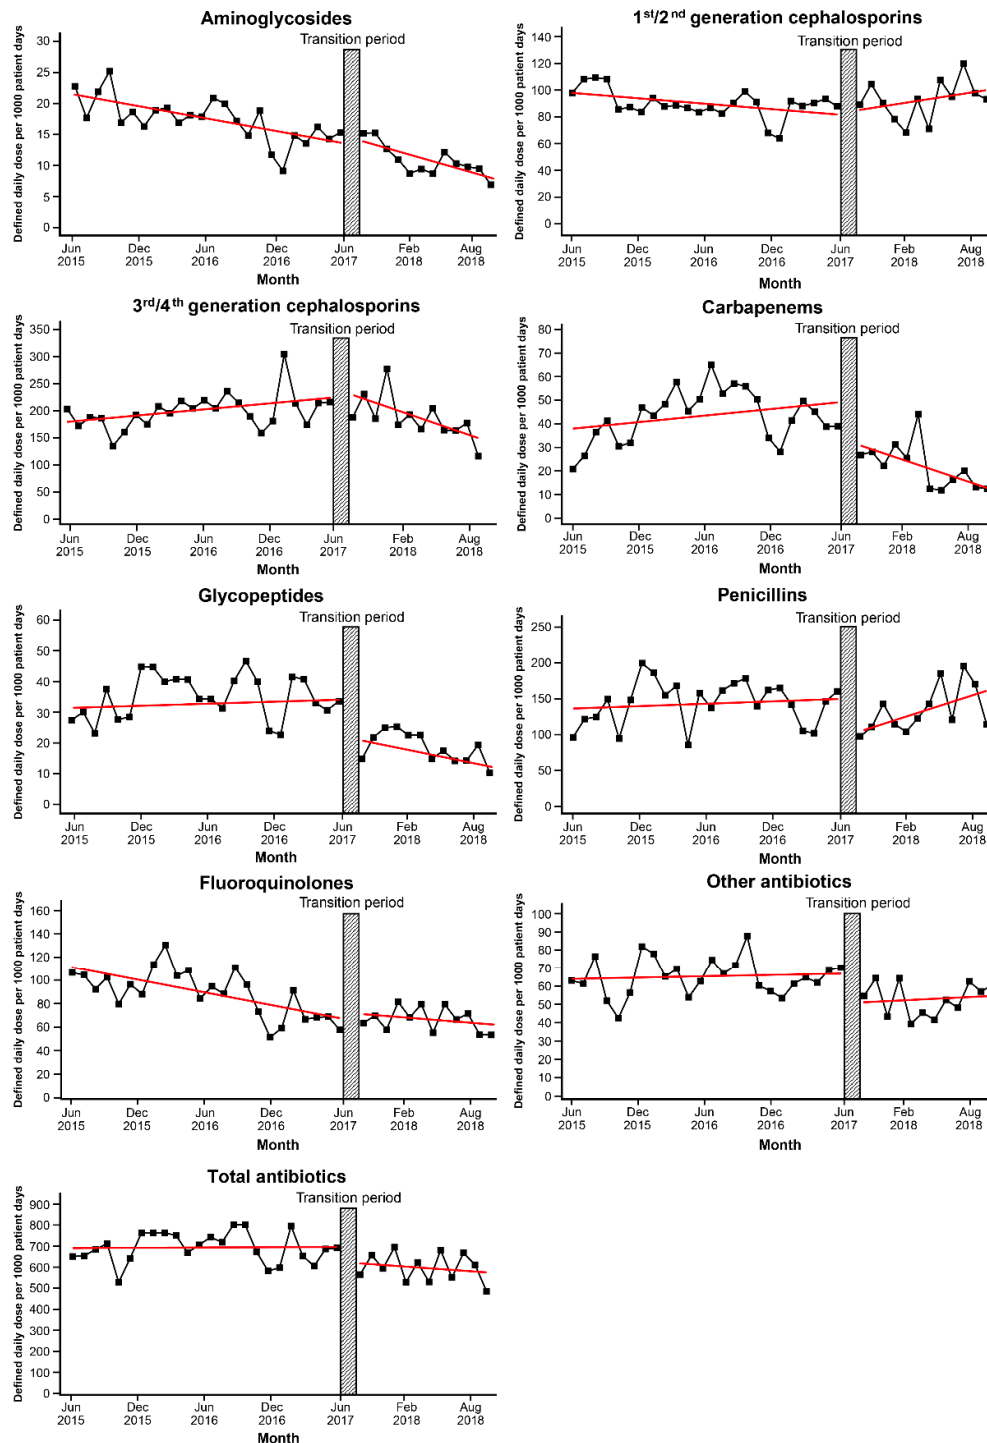 Aminoglycosides
Transition period
Defined daily dose per 1000 patient days
30
25
20
15
10
5
0
Jun Dec Jun Dec Jun Feb Aug
2015 2015 2016 2016 2017 2018 2018
Month
1st/2nd generation cephalosporins
Transition period
Defined daily dose per 1000 patient days
140
120
100
80
60
40
20
0
Jun Dec Jun Dec Jun Feb Aug
2015 2015 2016 2016 2017 2018 2018
Month
3rd/4th generation cephalosporins
Transition period
Defined daily dose per 1000 patient days
350
300
250
200
150
100
50
0
Jun Dec Jun Dec Jun Feb Aug
2015 2015 2016 2016 2017 2018 2018
Month
Carbapenems
Transition period
Defined daily dose per 1000 patient days
80
70
60
50
40
30
20
10
0
Jun Dec Jun Dec Jun Feb Aug
2015 2015 2016 2016 2017 2018 2018
Month
Glycopeptides
Transition period
Defined daily dose per 1000 patient days
60
50
40
30
20
10
0
Jun Dec Jun Dec Jun Feb Aug
2015 2015 2016 2016 2017 2018 2018
Month
Penicillins
Transition period
Defined daily dose per 1000 patient days
250
200
150
100
50
0
Jun Dec Jun Dec Jun Feb Aug
2015 2015 2016 2016 2017 2018 2018
Month
Fluoroquinolones
Transition period
Defined daily dose per 1000 patient days
160
140
120
100
80
60
40
20
0
Jun Dec Jun Dec Jun Feb Aug
2015 2015 2016 2016 2017 2018 2018
Month
Other antibiotics
Transition period
Defined daily dose per 1000 patient days
100
90
80
70
60
50
40
30
20
10
0
Jun Dec Jun Dec Jun Feb Aug
2015 2015 2016 2016 2017 2018 2018
Month
Total antibiotics
Transition period
Defined daily dose per 1000 patient days
900
800
700
600
500
400
300
200
100
0
Jun Dec Jun Dec Jun Feb Aug
2015 2015 2016 2016 2017 2018 2018
Month